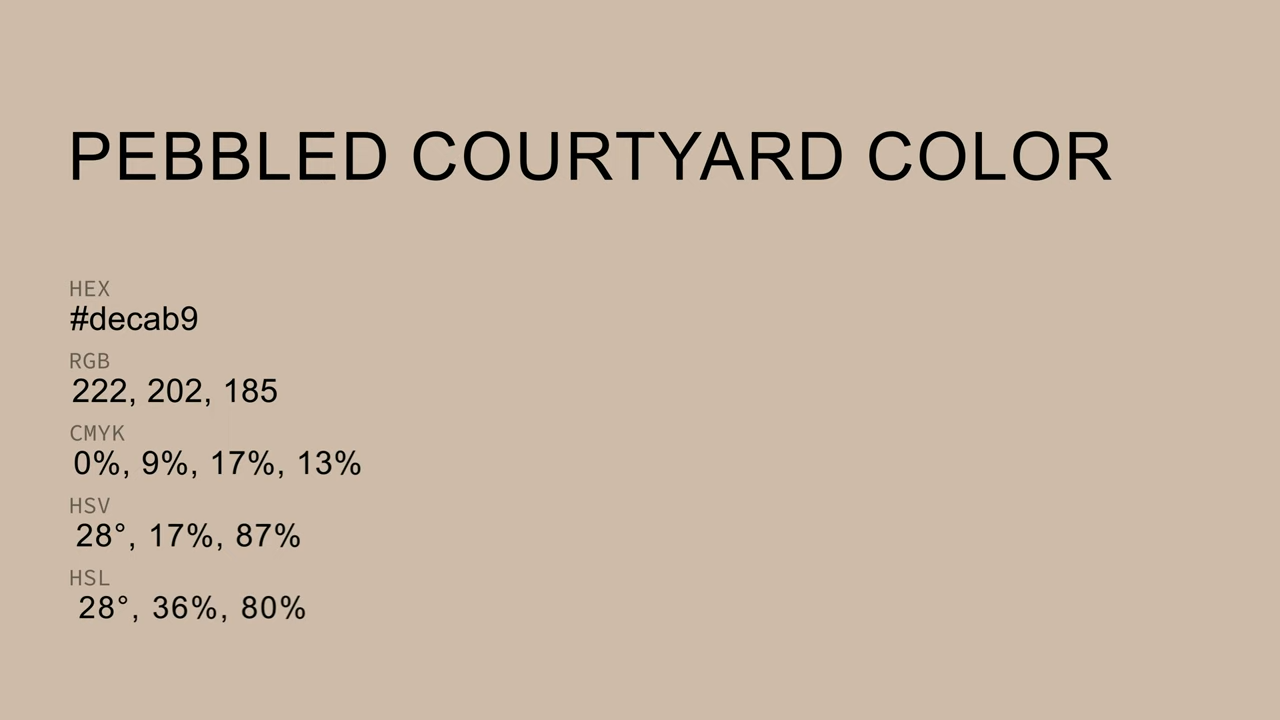 PEBBLED COURTYARD COLOR
HEX
#decab9
RGB
222, 202, 185
CMYK
0%, 9%, 17%, 13%
HSV
28°, 17%, 87%
HSL
28°, 36%, 80%